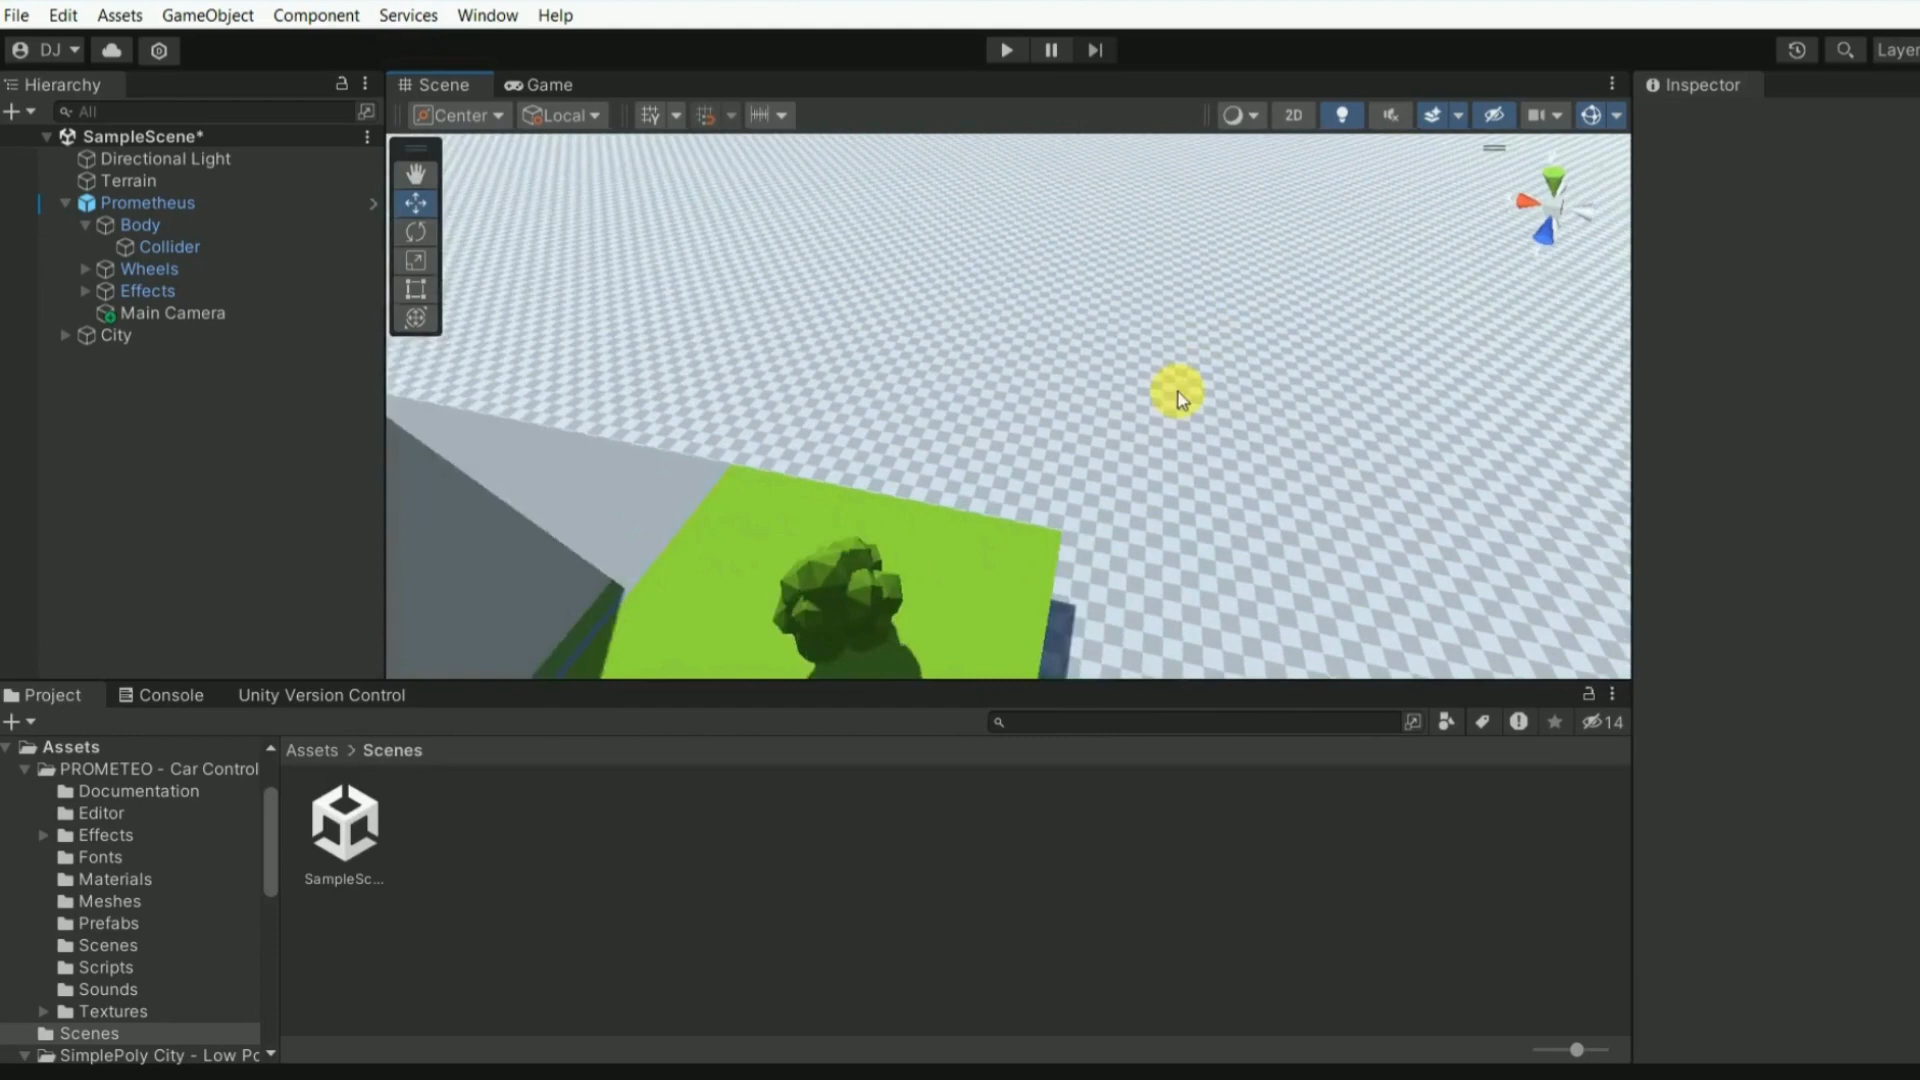 File Edit Assets GameObject Component Services Window Help
DJ
Layer
Hierarchy
Scene
Game
Inspector
All
Center
Local
2D
SampleScene*
Directional Light
Terrain
Prometheus
Body
Collider
Wheels
Effects
Main Camera
City
Project
Console
Unity Version Control
14
Assets
PROMETEO - Car Control
Documentation
Editor
Effects
Fonts
Materials
Meshes
Prefabs
Scenes
Scripts
Sounds
Textures
Scenes
SimplePoly City - Low Po
Assets > Scenes
SampleSc...